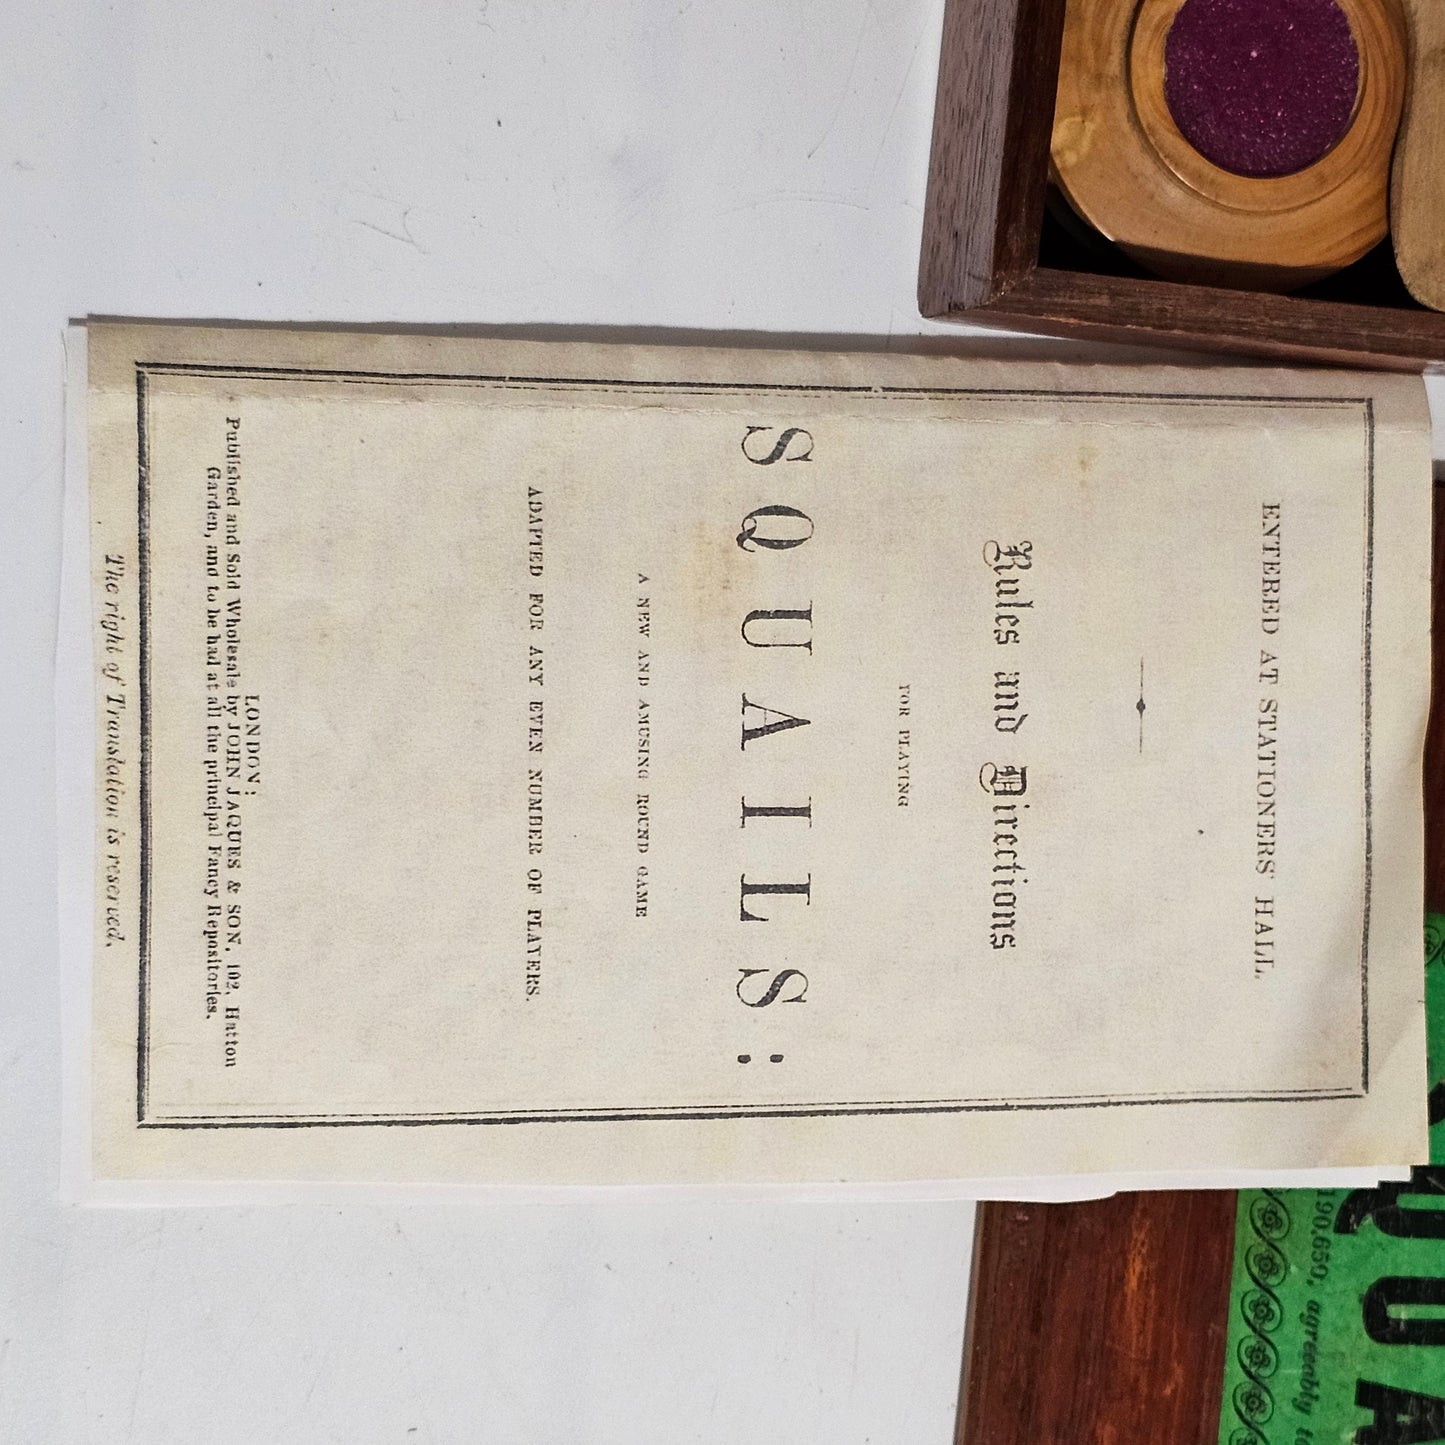 ENTERED AT STATIONERS' HALL.
Rules and Directions
FOR PLAYING
SQUAILS:
A NEW AND AMUSING ROUND GAME
ADAPTED FOR ANY EVEN NUMBER OF PLAYERS.
LONDON:
Published and Sold Wholesale by JOHN JAQUES & SON, 102, Hatton
Garden, and to be had at all the principal Fancy Repositories.
The right of Translation is reserved.
190,659, agreeably to
QUA